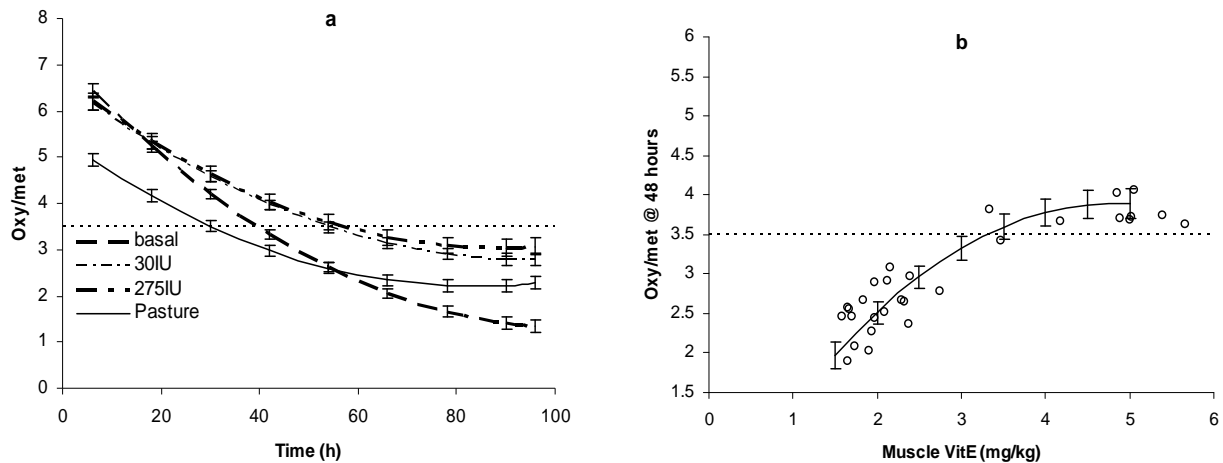 a
8
7
6
5
4
3
2
1
0
Oxy/met
basal
30IU
275IU
Pasture
0 20 40 60 80 100
Time (h)
b
6
5.5
5
4.5
4
3.5
3
2.5
2
1.5
Oxy/met @ 48 hours
0 1 2 3 4 5 6
Muscle VitE (mg/kg)